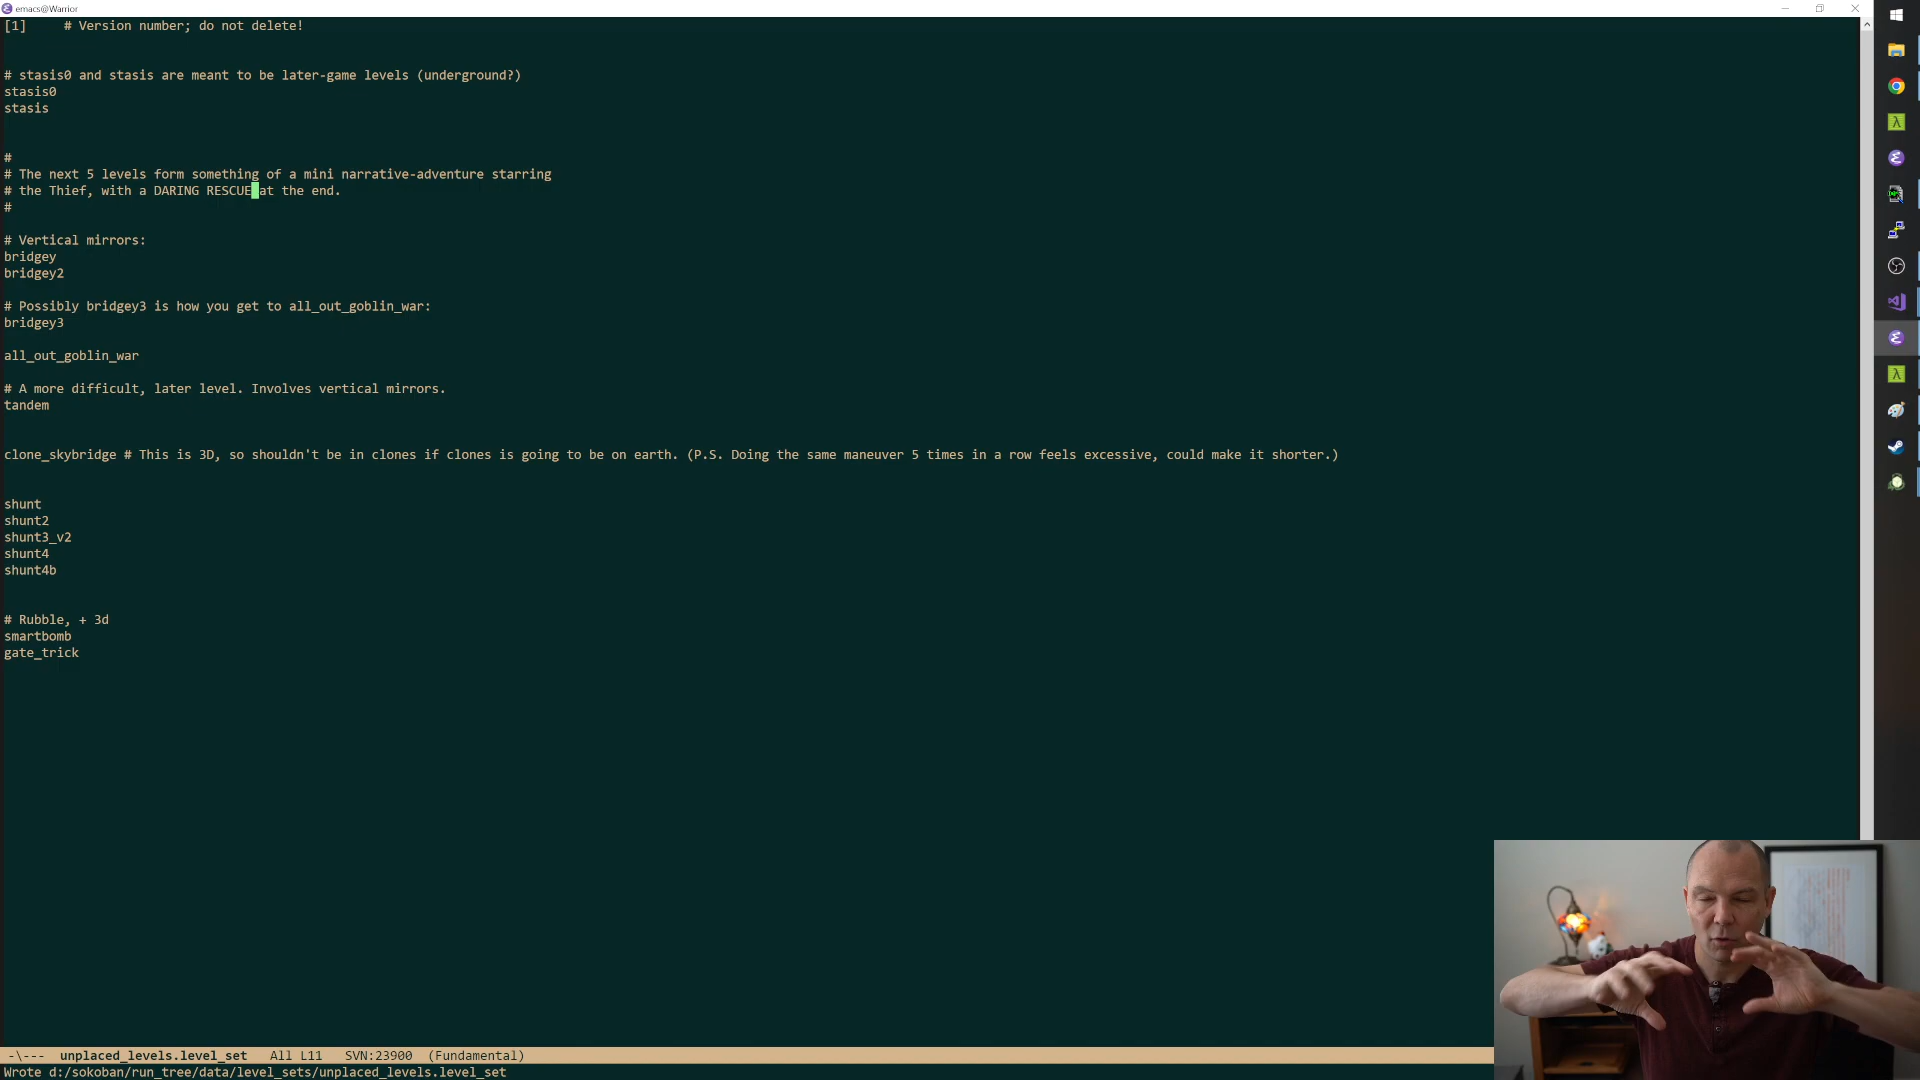 emacs@Warrior
[1]     # Version number; do not delete!
# stasis0 and stasis are meant to be later-game levels (underground?)
stasis0
stasis
#
# The next 5 levels form something of a mini narrative-adventure starring
# the Thief, with a DARING RESCUE at the end.
#
# Vertical mirrors:
bridgey
bridgey2
# Possibly bridgey3 is how you get to all_out_goblin_war:
bridgey3
all_out_goblin_war
# A more difficult, later level. Involves vertical mirrors.
tandem
clone_skybridge # This is 3D, so shouldn't be in clones if clones is going to be on earth. (P.S. Doing the same maneuver 5 times in a row feels excessive, could make it shorter.)
shunt
shunt2
shunt3_v2
shunt4
shunt4b
# Rubble, + 3d
smartbomb
gate_trick
-\---  unplaced_levels.level_set   All L11   SVN:23900  (Fundamental)
Wrote d:/sokoban/run_tree/data/level_sets/unplaced_levels.level_set